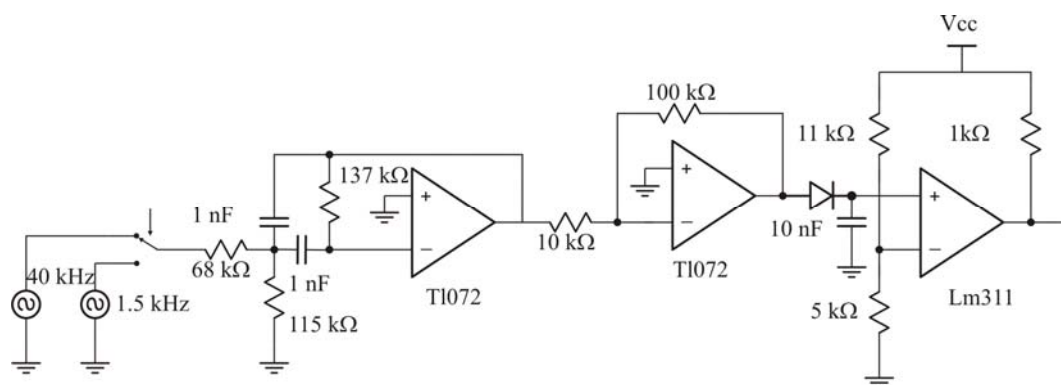 Vcc
100 kΩ
11 kΩ
1kΩ
137 kΩ
+
+
+
1 nF
10 nF
−
−
−
10 kΩ
68 kΩ
1 nF
40 kHz
1.5 kHz
Tl072
Tl072
Lm311
115 kΩ
5 kΩ